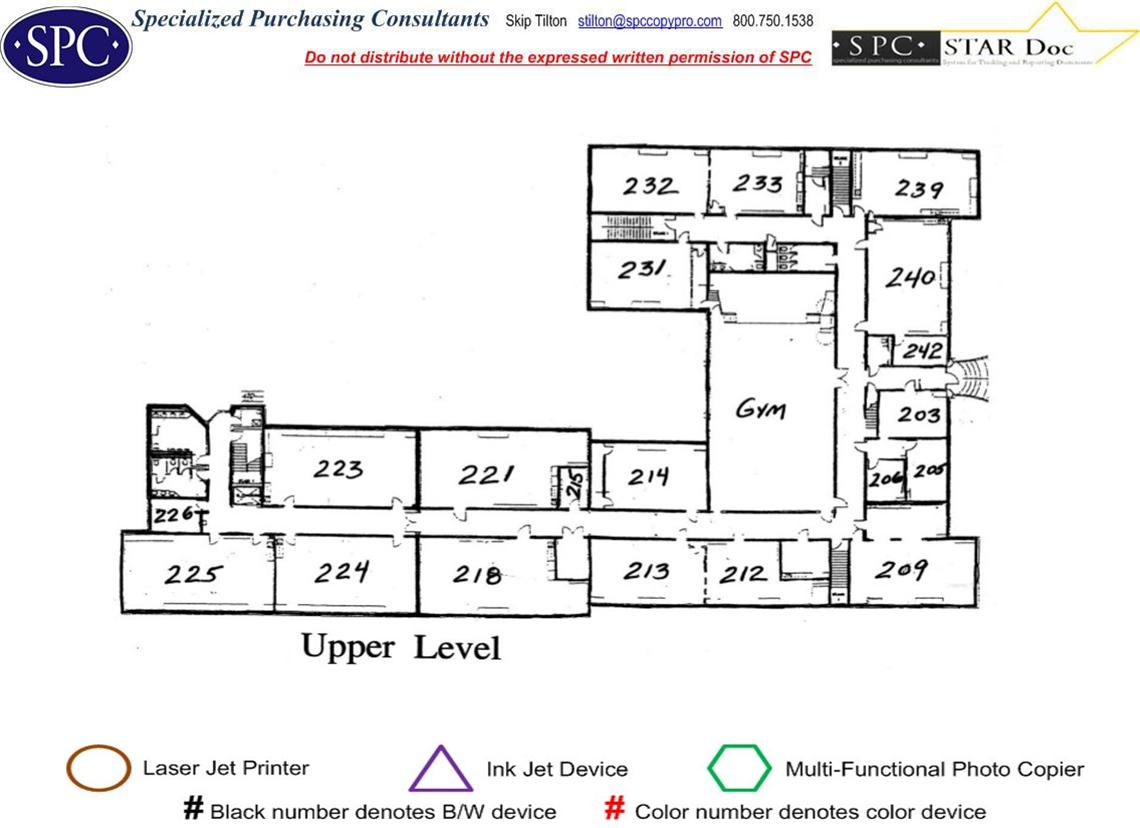 SPC
Specialized Purchasing Consultants Skip Tilton stilton@spccopypro.com 800.750.1538
Do not distribute without the expressed written permission of SPC
SPC STAR Doc
specialized purchasing consultants System for Tracking and Reporting Documents
232 233 239
231
240
242
GYM
203
223 221 215 214
206 205
226
225 224 218 213 212 209
Upper Level
Laser Jet Printer Ink Jet Device Multi-Functional Photo Copier
# Black number denotes B/W device # Color number denotes color device